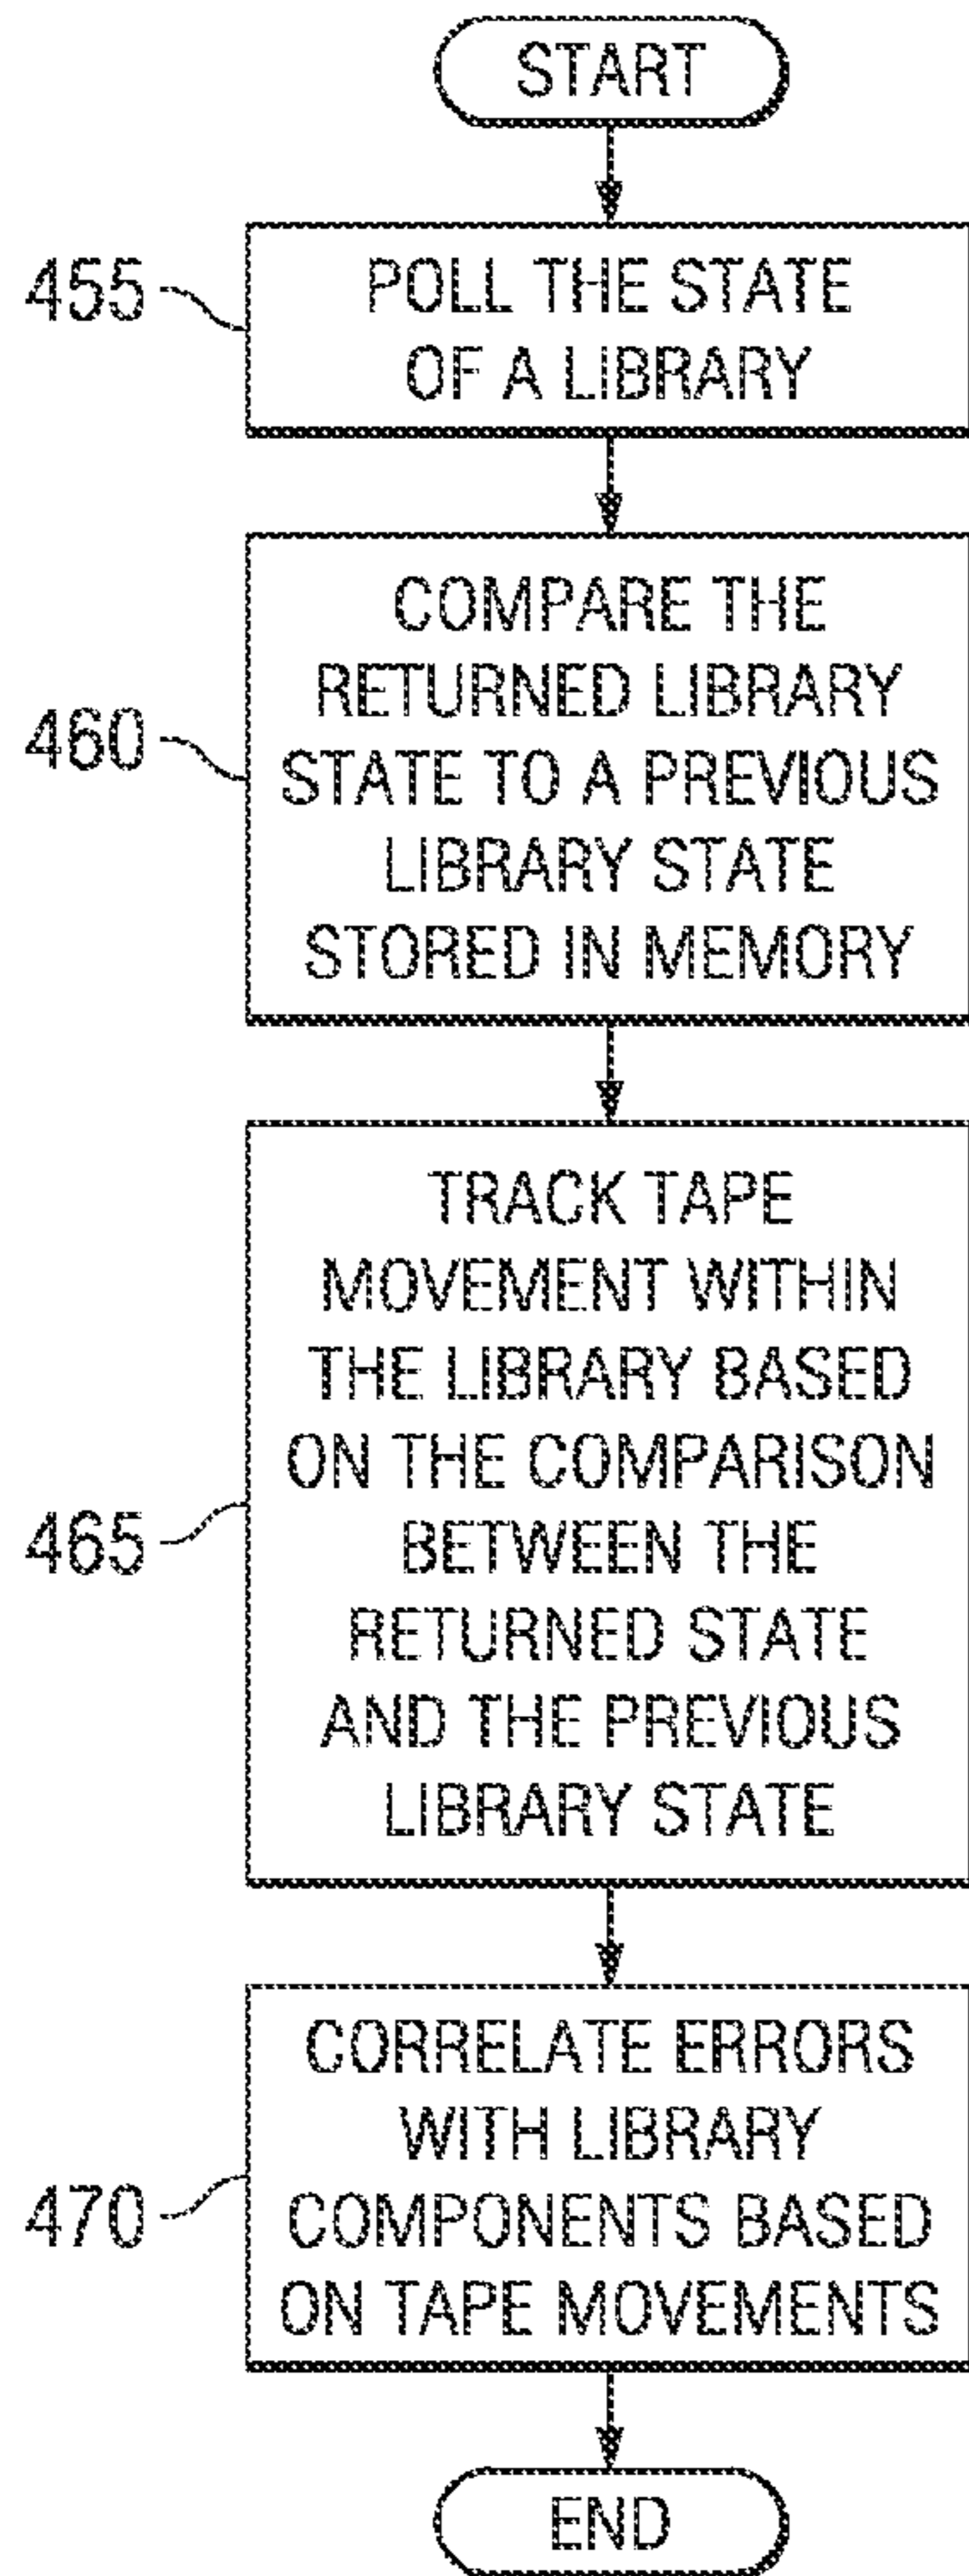 START
455
POLL THE STATE
OF A LIBRARY
460
COMPARE THE
RETURNED LIBRARY
STATE TO A PREVIOUS
LIBRARY STATE
STORED IN MEMORY
465
TRACK TAPE
MOVEMENT WITHIN
THE LIBRARY BASED
ON THE COMPARISON
BETWEEN THE
RETURNED STATE
AND THE PREVIOUS
LIBRARY STATE
470
CORRELATE ERRORS
WITH LIBRARY
COMPONENTS BASED
ON TAPE MOVEMENTS
END